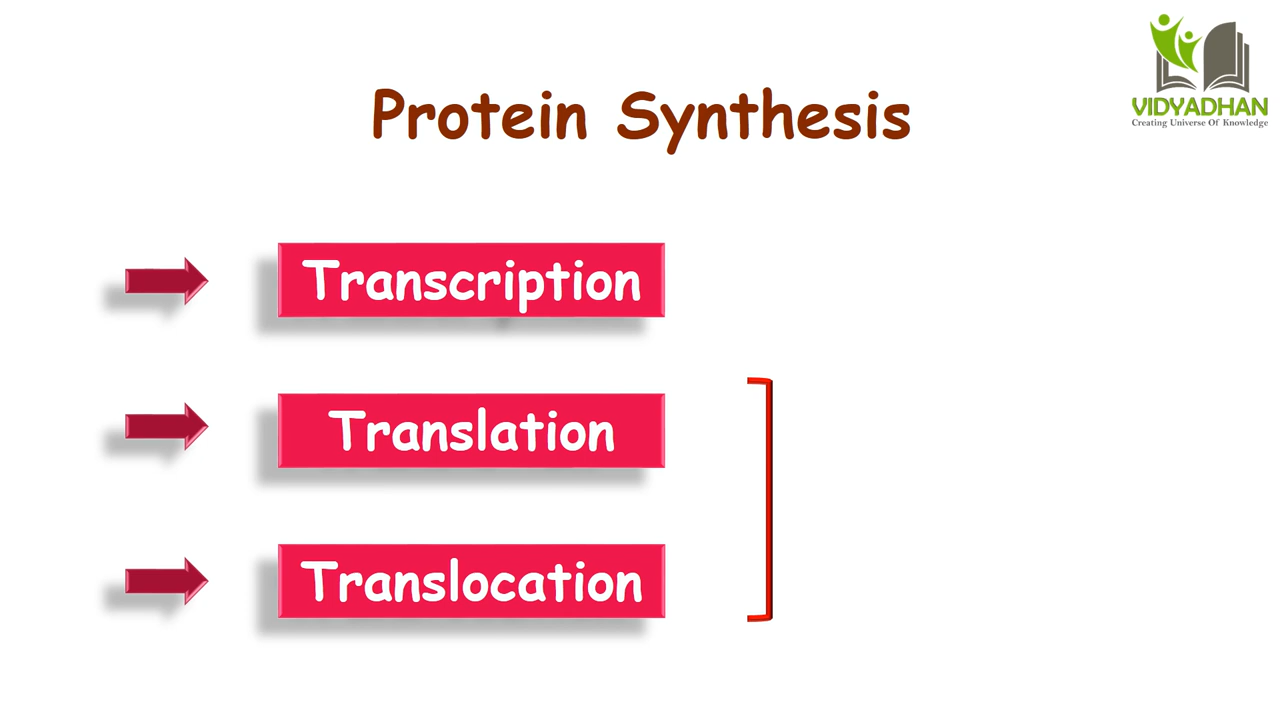 VIDYADHAN
Creating Universe Of Knowledge
Protein Synthesis
Transcription
Translation
Translocation